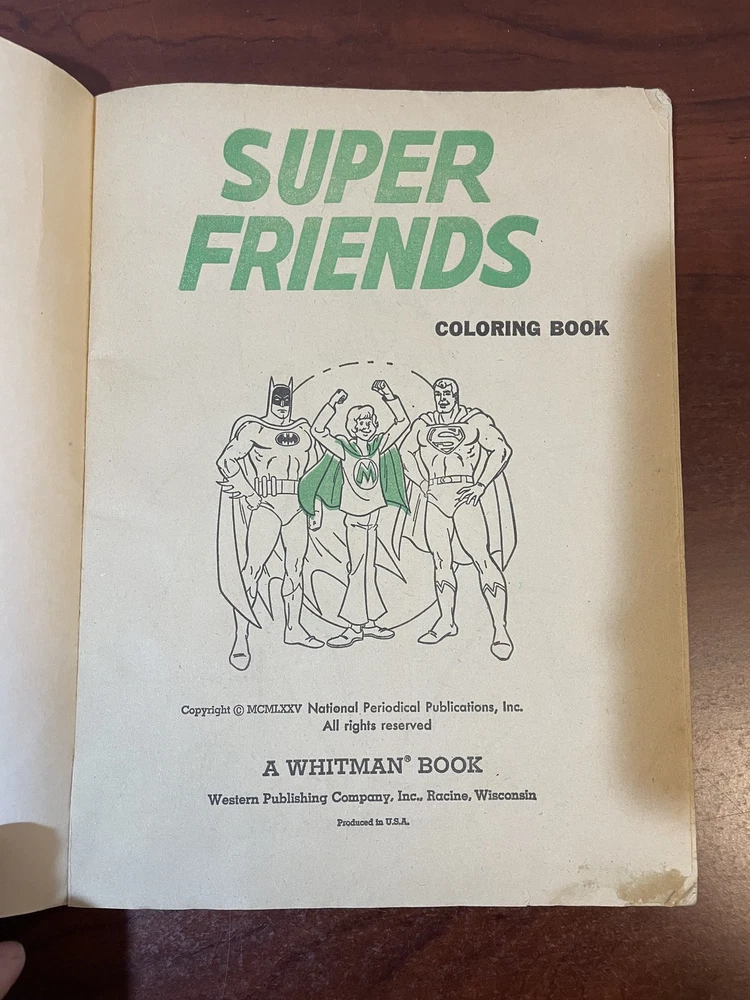 SUPER
FRIENDS
COLORING BOOK
M
S
Copyright © MCMLXXV National Periodical Publications, Inc.
All rights reserved
A WHITMAN® BOOK
Western Publishing Company, Inc., Racine, Wisconsin
Produced in U.S.A.